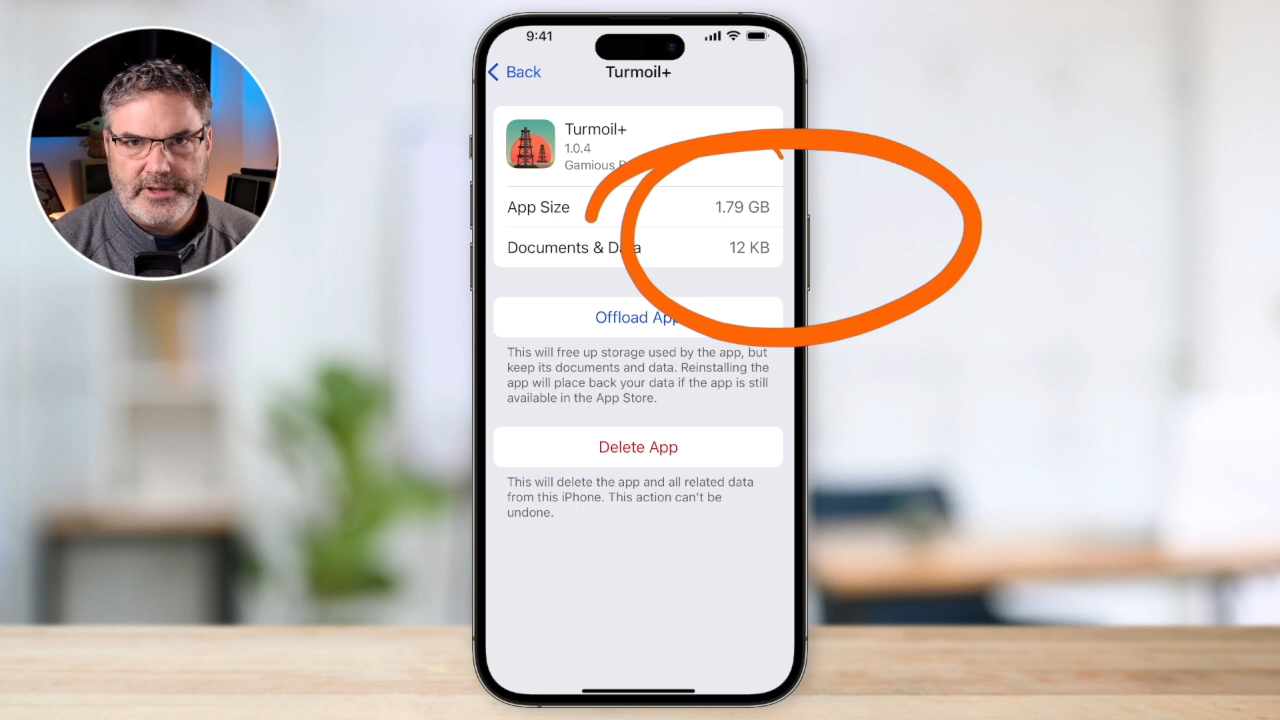 9:41
Back
Turmoil+
Turmoil+
1.0.4
Gamious
App Size
1.79 GB
Documents & Data
12 KB
Offload App
This will free up storage used by the app, but
keep its documents and data. Reinstalling the
app will place back your data if the app is still
available in the App Store.
Delete App
This will delete the app and all related data
from this iPhone. This action can't be
undone.